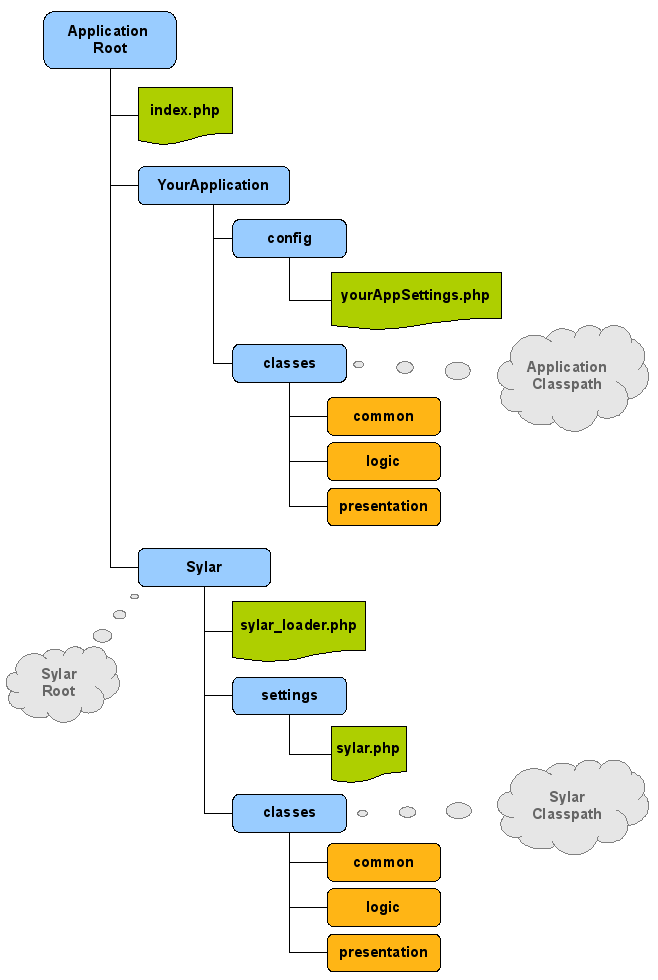 Application
Root
index.php
YourApplication
config
yourAppSettings.php
classes
Application
Classpath
common
logic
presentation
Sylar
sylar_loader.php
Sylar
Root
settings
sylar.php
classes
Sylar
Classpath
common
logic
presentation